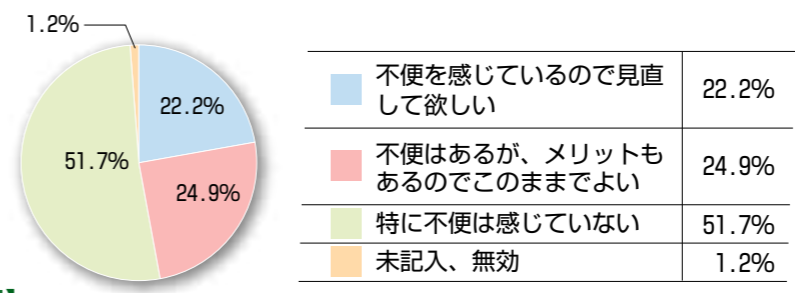 1.2%
22.2%
51.7%
24.9%
不便を感じているので見直
して欲しい
22.2%
不便はあるが、メリットも
あるのでこのままでよい
24.9%
特に不便は感じていない
51.7%
未記入、無効
1.2%